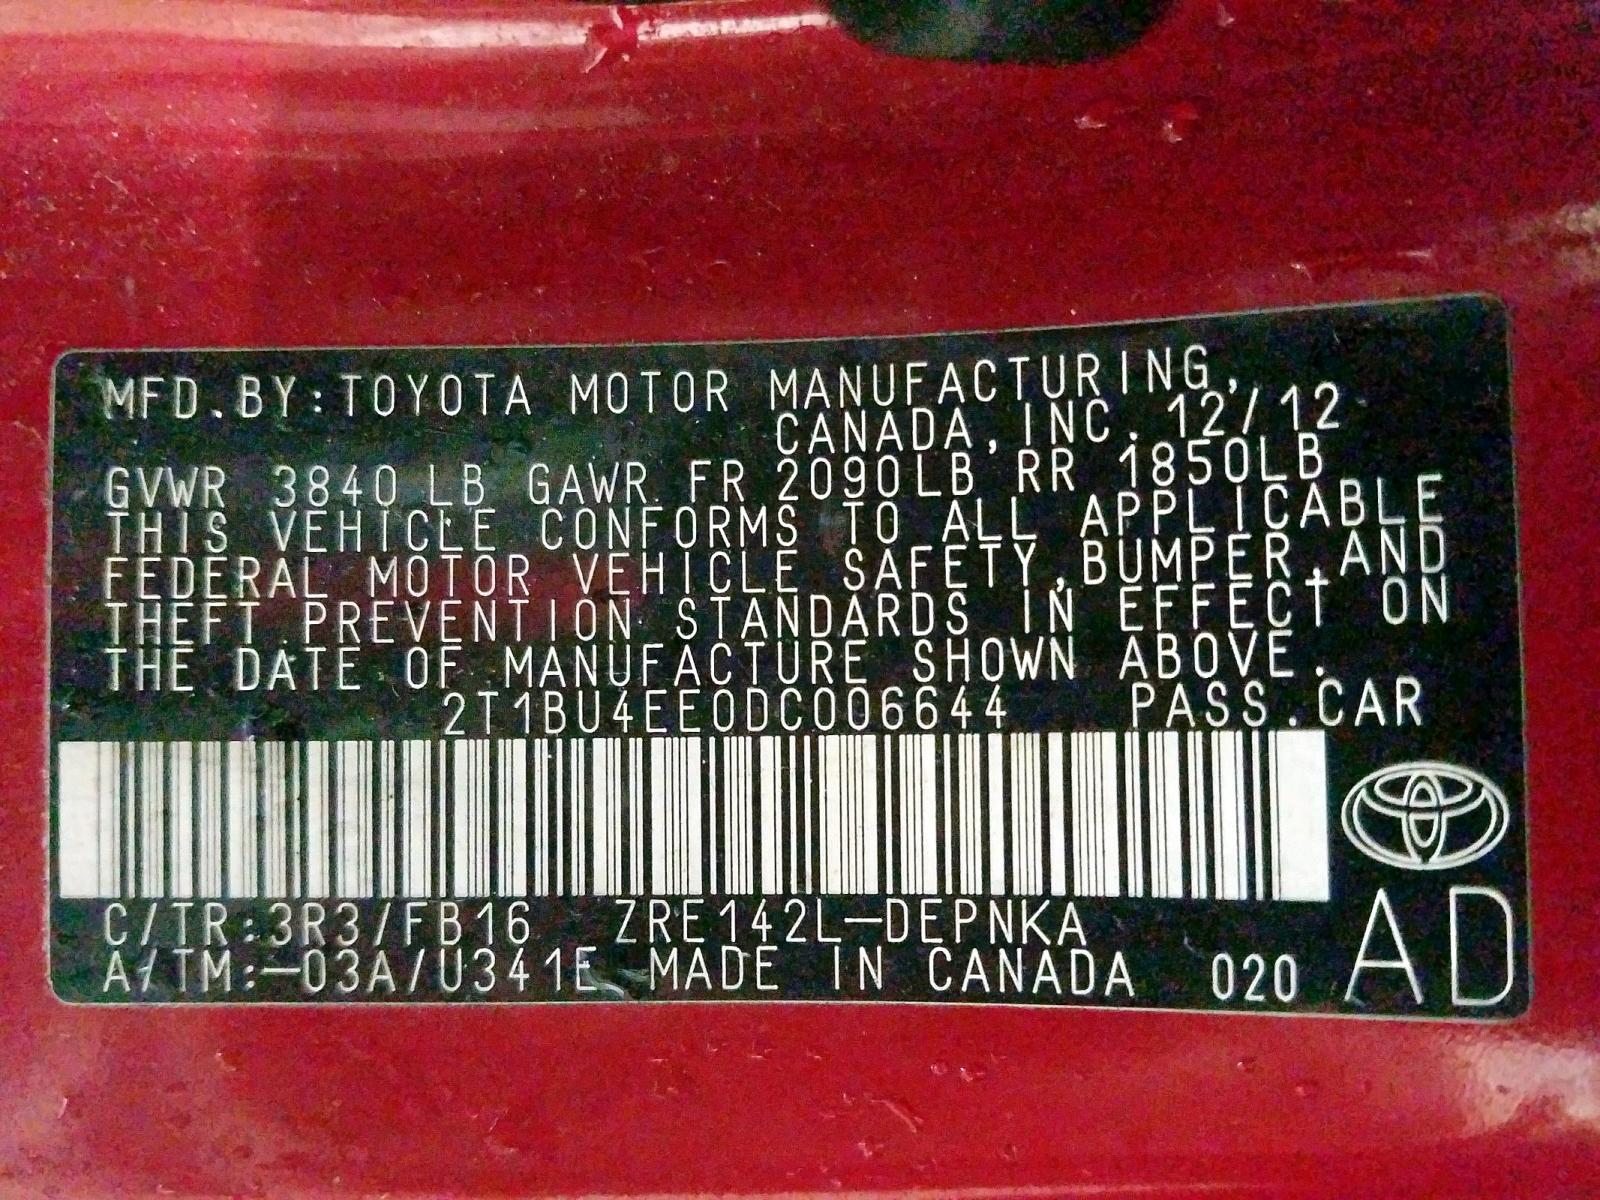 MFD.BY:TOYOTA MOTOR MANUFACTURING,
CANADA,INC. 12/12
GVWR 3840 LB GAWR FR 2090LB RR 1850LB
THIS VEHICLE CONFORMS TO ALL APPLICABLE
FEDERAL MOTOR VEHICLE SAFETY,BUMPER,AND
THEFT PREVENTION STANDARDS IN EFFECT ON
THE DATE OF MANUFACTURE SHOWN ABOVE.
2T1BU4EE0DC006644 PASS.CAR
C/TR:3R3/FB16 ZRE142L-DEPNKA
A/TM:-03A/U341E MADE IN CANADA 020 AD